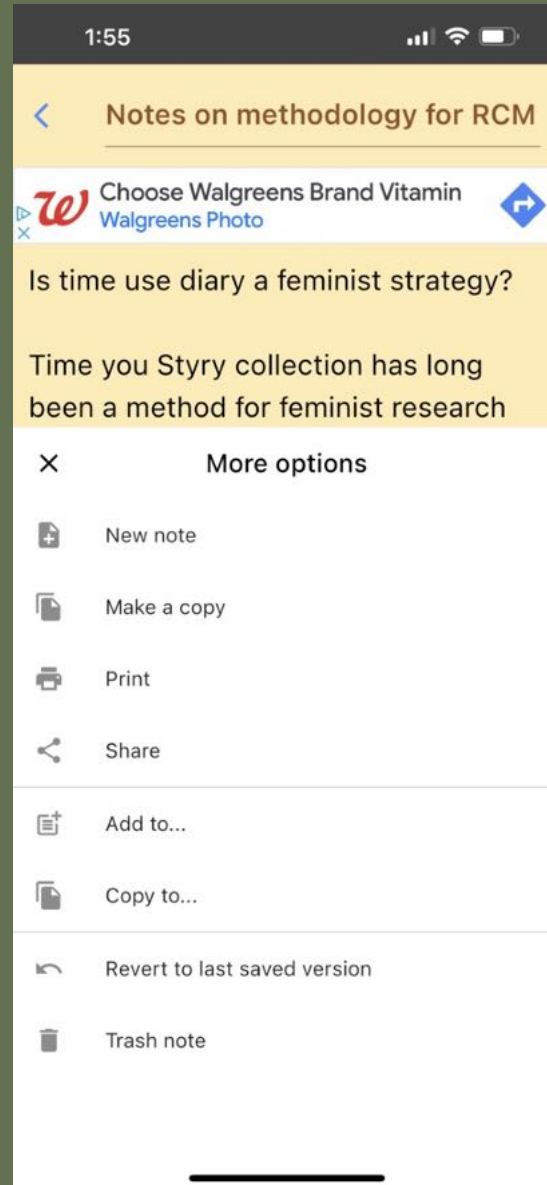 1:55
Notes on methodology for RCM
Choose Walgreens Brand Vitamin
Walgreens Photo
Is time use diary a feminist strategy?
Time you Styry collection has long
been a method for feminist research
More options
New note
Make a copy
Print
Share
Add to...
Copy to...
Revert to last saved version
Trash note